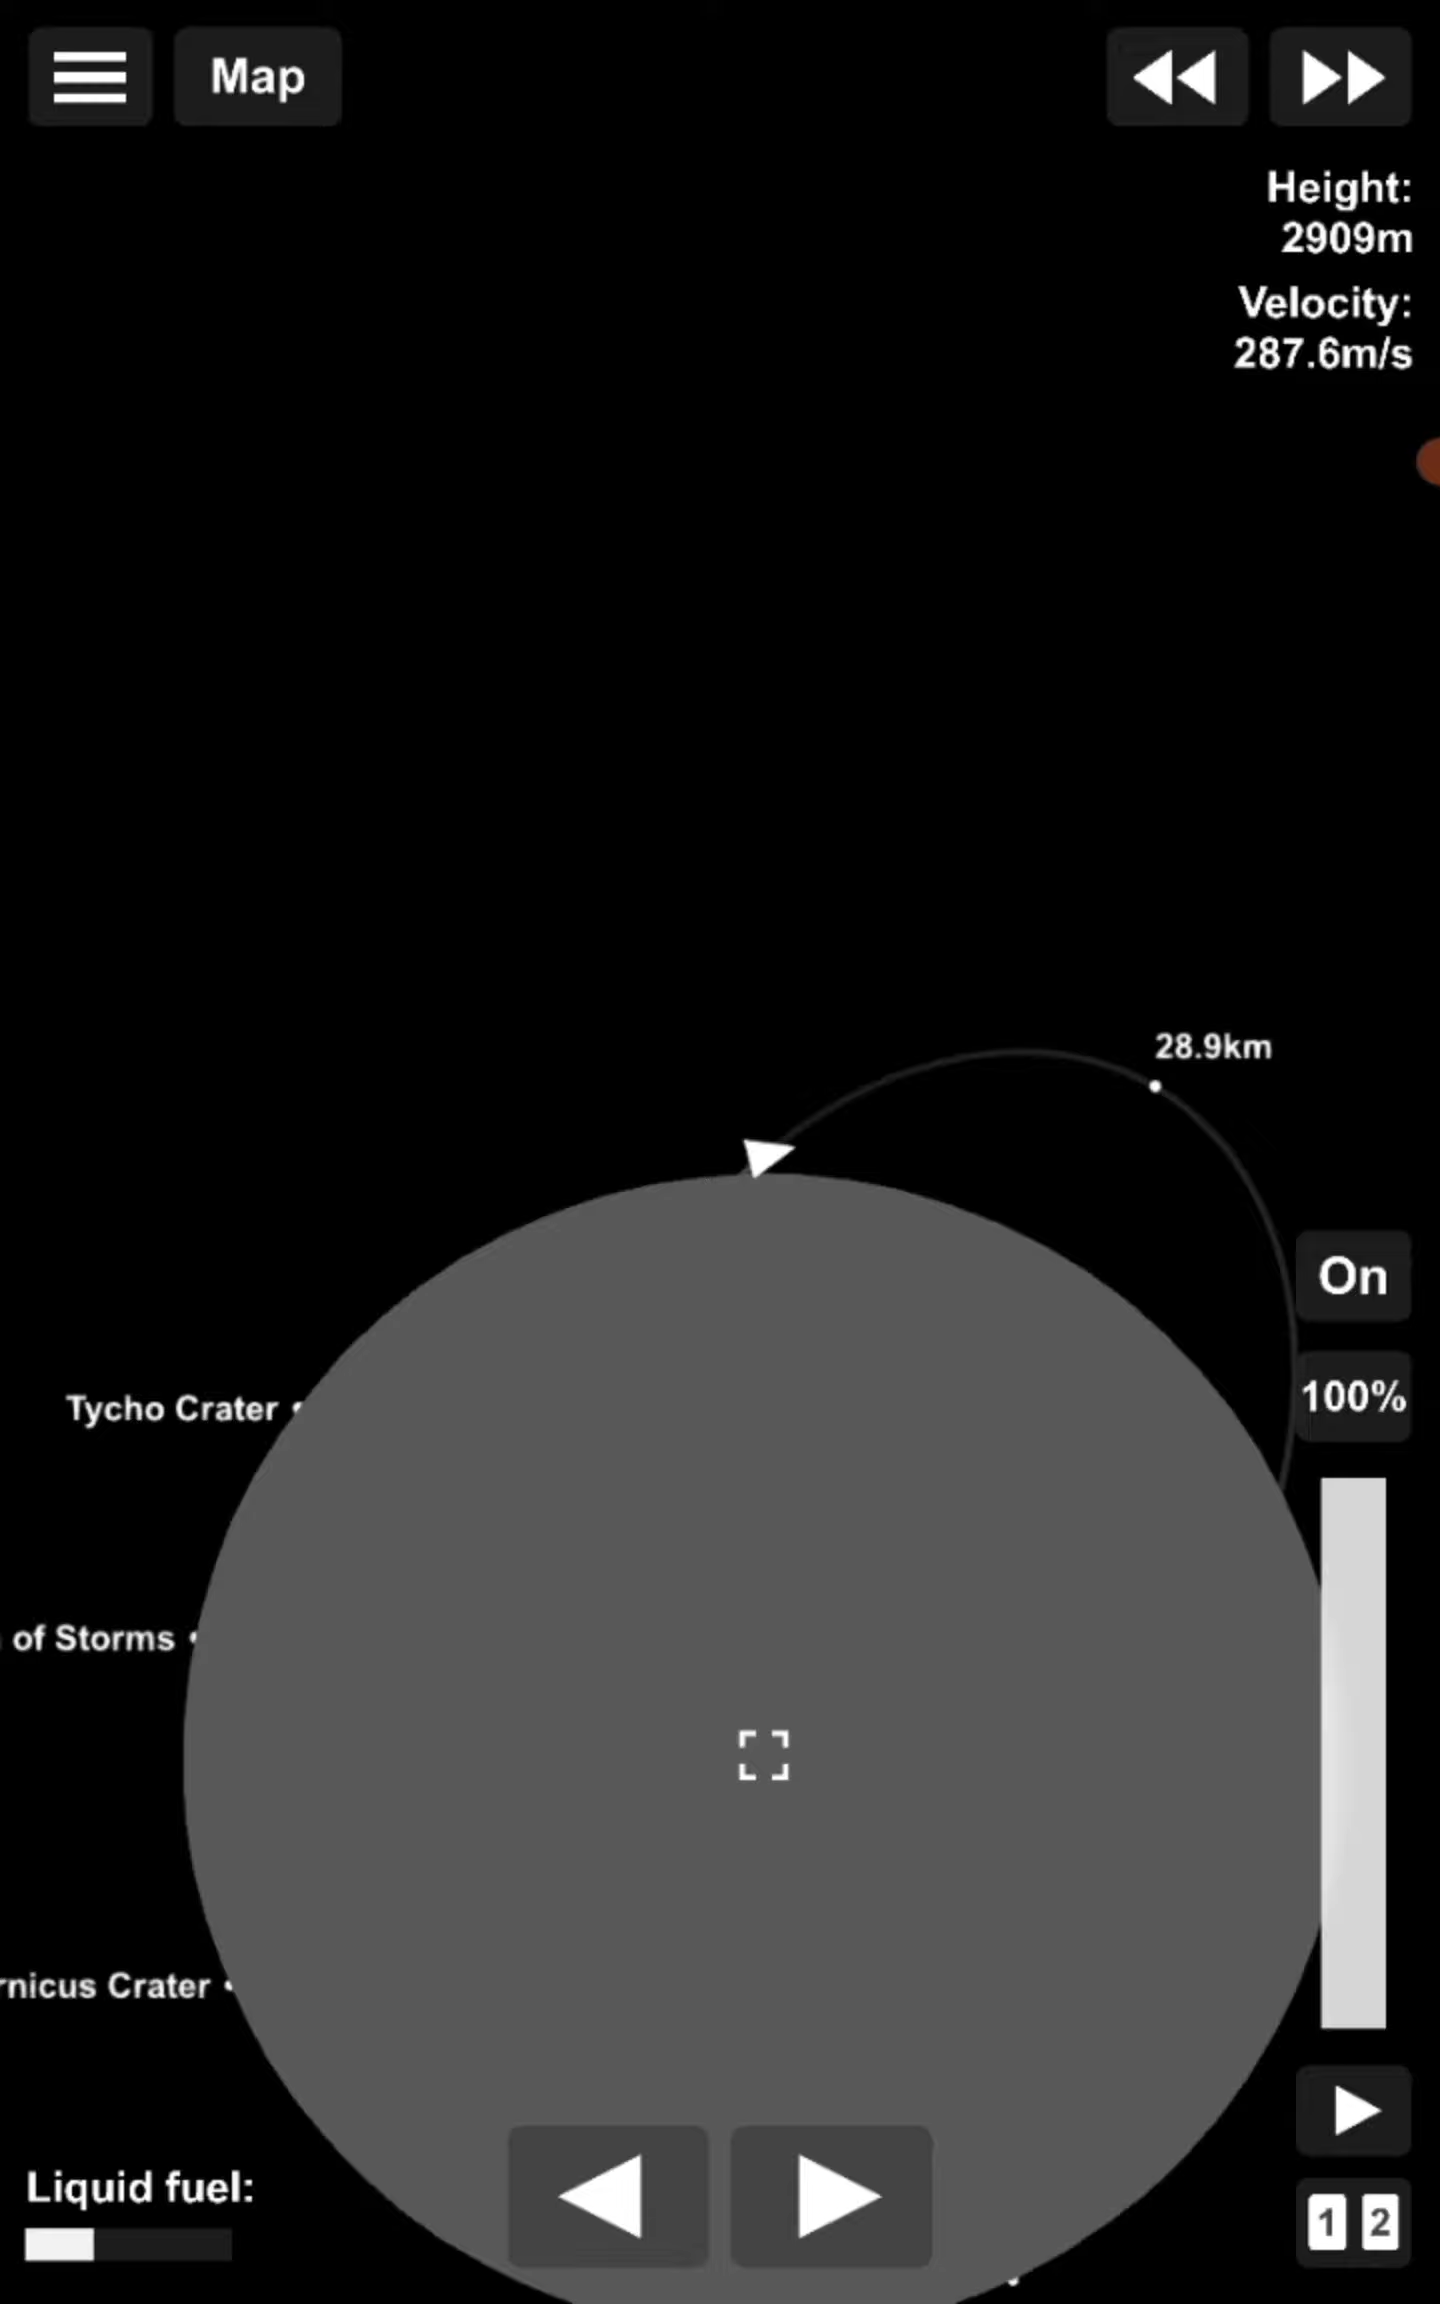 Map
Height:
2909m
Velocity:
287.6m/s
28.9km
On
100%
Tycho Crater
of Storms
Crater
Liquid fuel:
1 2